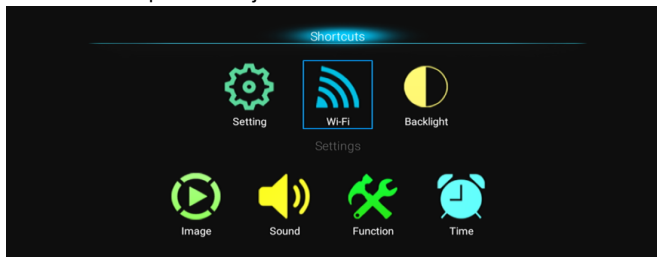 Shortcuts
Setting
Wi-Fi
Backlight
Settings
Image
Sound
Function
Time